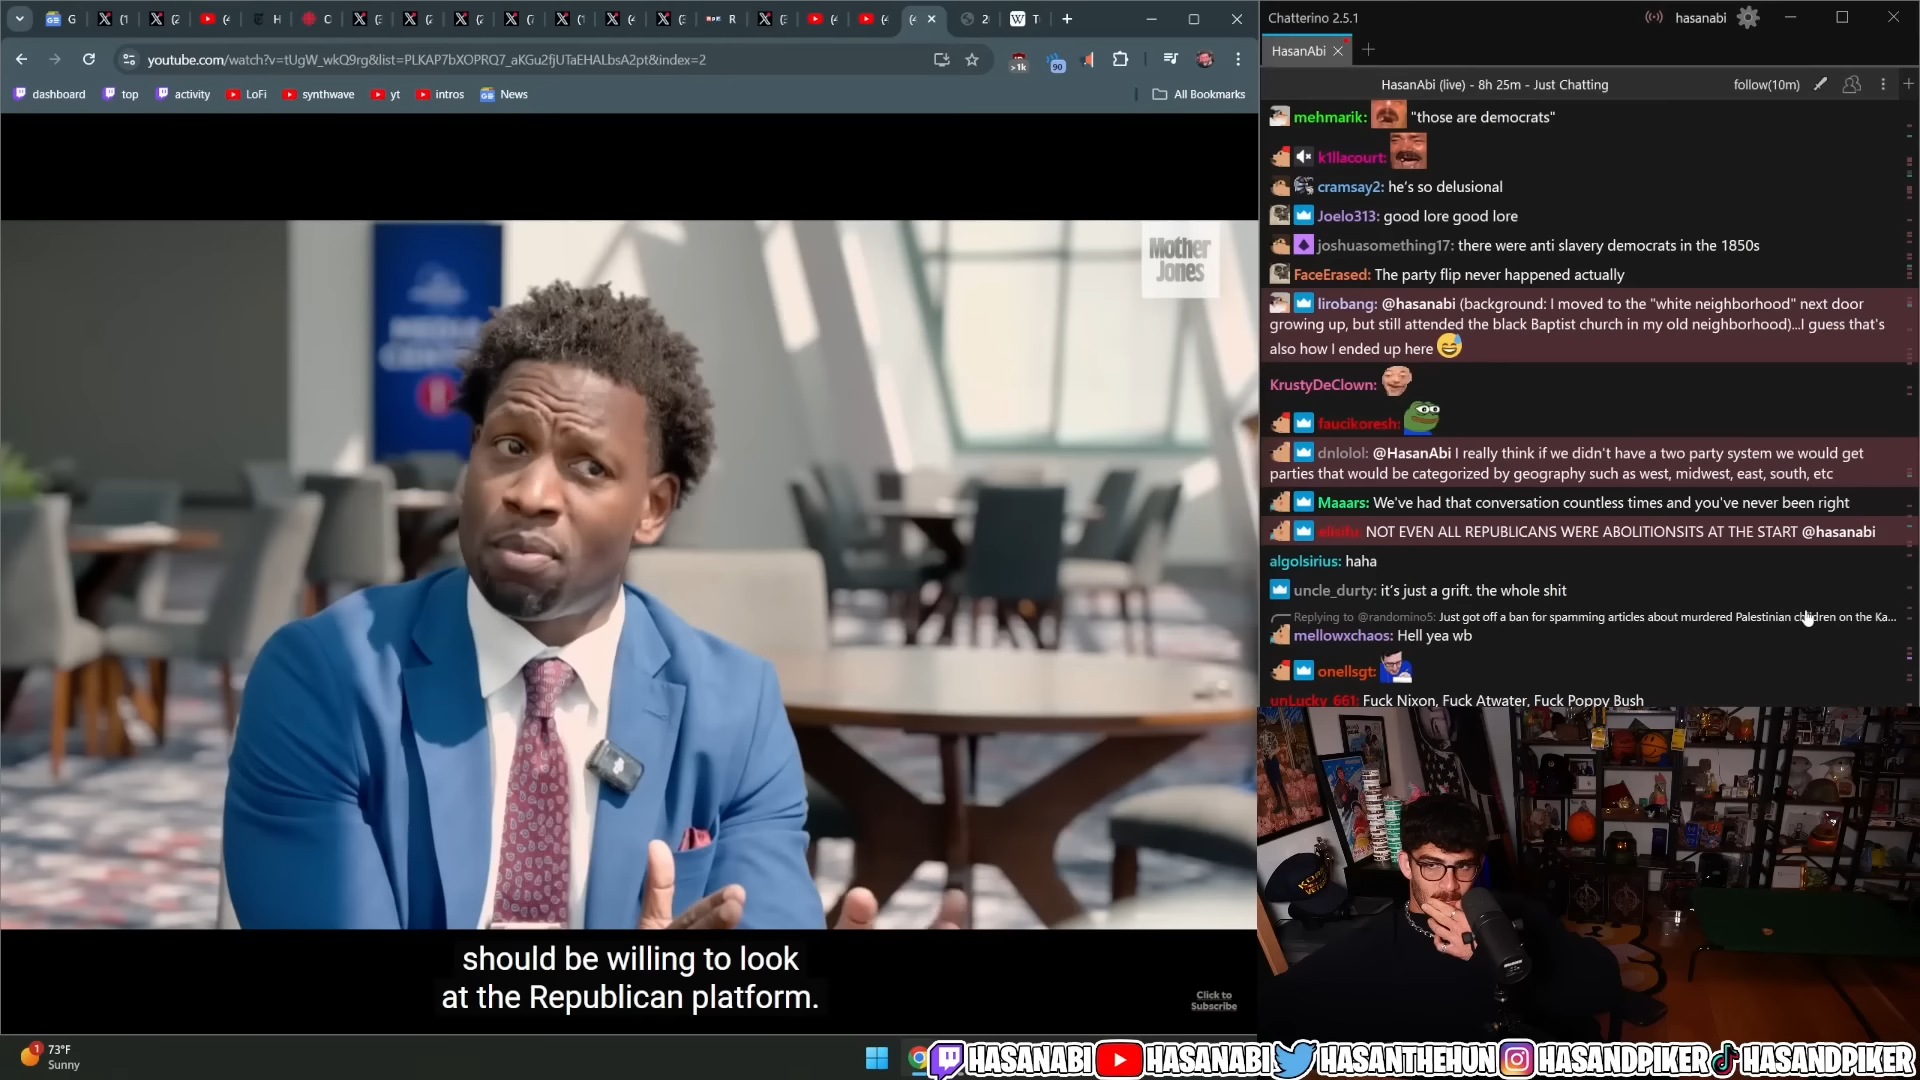 Chatterino 2.5.1
hasanabi
youtube.com/watch?v=tUgW_wkQ9rg&list=PLKAP7bXOPRQ7_aKGu2fjUTaEHALbsA2pt&index=2
>1k
90
HasanAbi
dashboard
top
activity
LoFi
synthwave
yt
intros
News
All Bookmarks
HasanAbi (live) - 8h 25m - Just Chatting
follow(10m)
mehmarik: "those are democrats"
k1llacourt:
cramsay2: he's so delusional
Joelo313: good lore good lore
joshuasomething17: there were anti slavery democrats in the 1850s
FaceErased: The party flip never happened actually
lirobang: @hasanabi (background: I moved to the "white neighborhood" next door
growing up, but still attended the black Baptist church in my old neighborhood)...I guess that's
also how I ended up here
KrustyDeClown:
faucikoresh:
dnlolol: @HasanAbi I really think if we didn't have a two party system we would get
parties that would be categorized by geography such as west, midwest, east, south, etc
Maaars: We've had that conversation countless times and you've never been right
NOT EVEN ALL REPUBLICANS WERE ABOLITIONSITS AT THE START @hasanabi
algolsirius: haha
uncle_durty: it's just a grift. the whole shit
Replying to @randomino5: Just got off a ban for spamming articles about murdered Palestinian children on the Ka...
mellowxchaos: Hell yea wb
onellsgt:
unLucky_661: Fuck Nixon, Fuck Atwater, Fuck Poppy Bush
Mother
Jones
should be willing to look
at the Republican platform.
Click to
Subscribe
1
73°F
Sunny
HASANABI
HASANABI
HASANTHEHUN
HASANDPIKER
HASANDPIKER